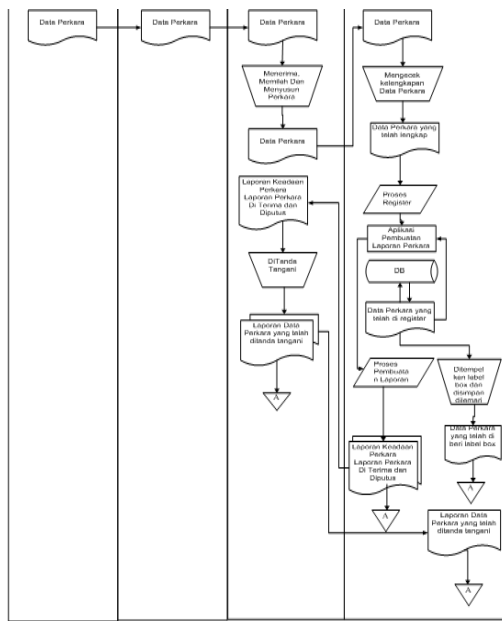 Data Perkara
Data Perkara
Data Perkara
Data Perkara
Menerima,
Memilah Dan
Menyusun
Perkara
Mengecek
kelengkapan
Data Perkara
Data Perkara
Data Perkara yang
telah lengkap
Laporan Keadaan
Perkara
Laporan Perkara
Di Terima dan
Diputus
Proses
Register
Aplikasi
Pembuatan
Laporan Perkara
DiTanda
Tangani
DB
Data Perkara yang
telah di register
Laporan Data
Perkara yang telah
ditanda tangani
A
Proses
Pembuata
n Laporan
Ditempel
kan label
box dan
disimpan
dilemari
Data Perkara
yang telah di
beri label box
Laporan Keadaan
Perkara
Laporan Perkara
Di Terima dan
Diputus
A
A
Laporan Data
Perkara yang telah
ditanda tangani
A